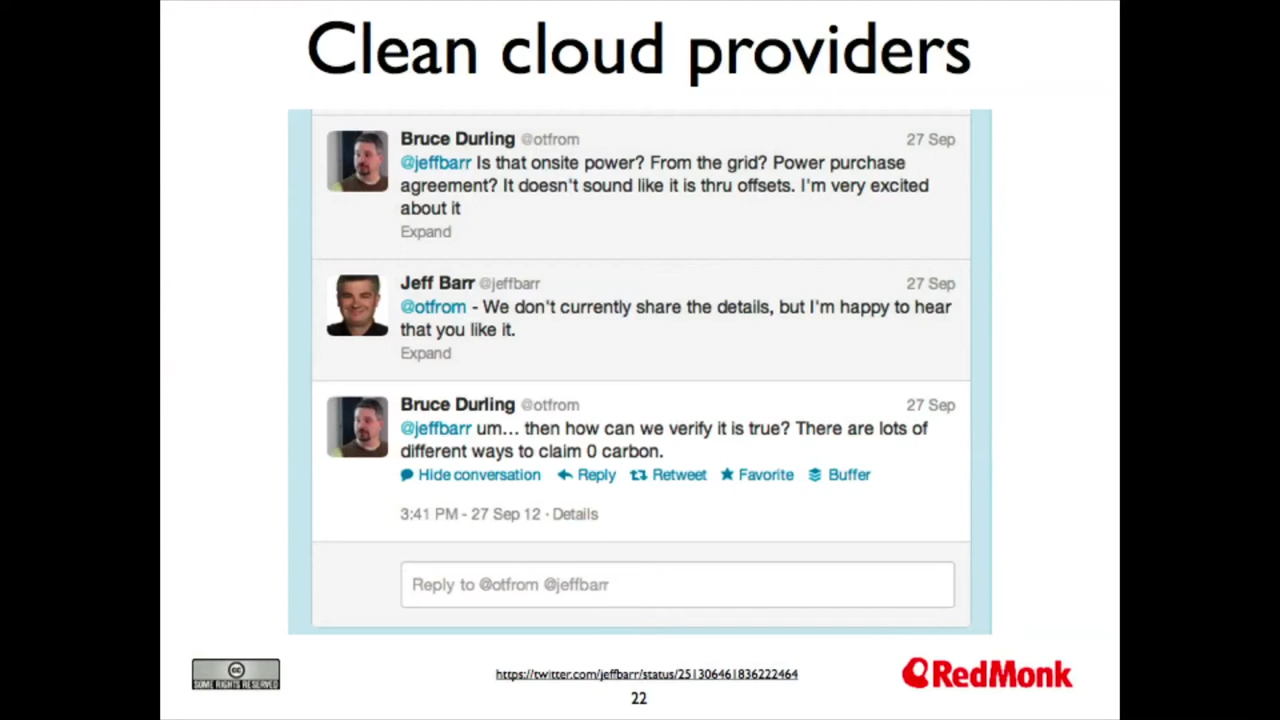 Clean cloud providers
Bruce Durling @otfrom 27 Sep
@jeffbarr Is that onsite power? From the grid? Power purchase
agreement? It doesn't sound like it is thru offsets. I'm very excited
about it
Expand
Jeff Barr @jeffbarr 27 Sep
@otfrom - We don't currently share the details, but I'm happy to hear
that you like it.
Expand
Bruce Durling @otfrom 27 Sep
@jeffbarr um... then how can we verify it is true? There are lots of
different ways to claim 0 carbon.
Hide conversation Reply Retweet Favorite Buffer
3:41 PM - 27 Sep 12 · Details
Reply to @otfrom @jeffbarr
cc
SOME RIGHTS RESERVED
https://twitter.com/jeffbarr/status/251306461836222464
RedMonk
22